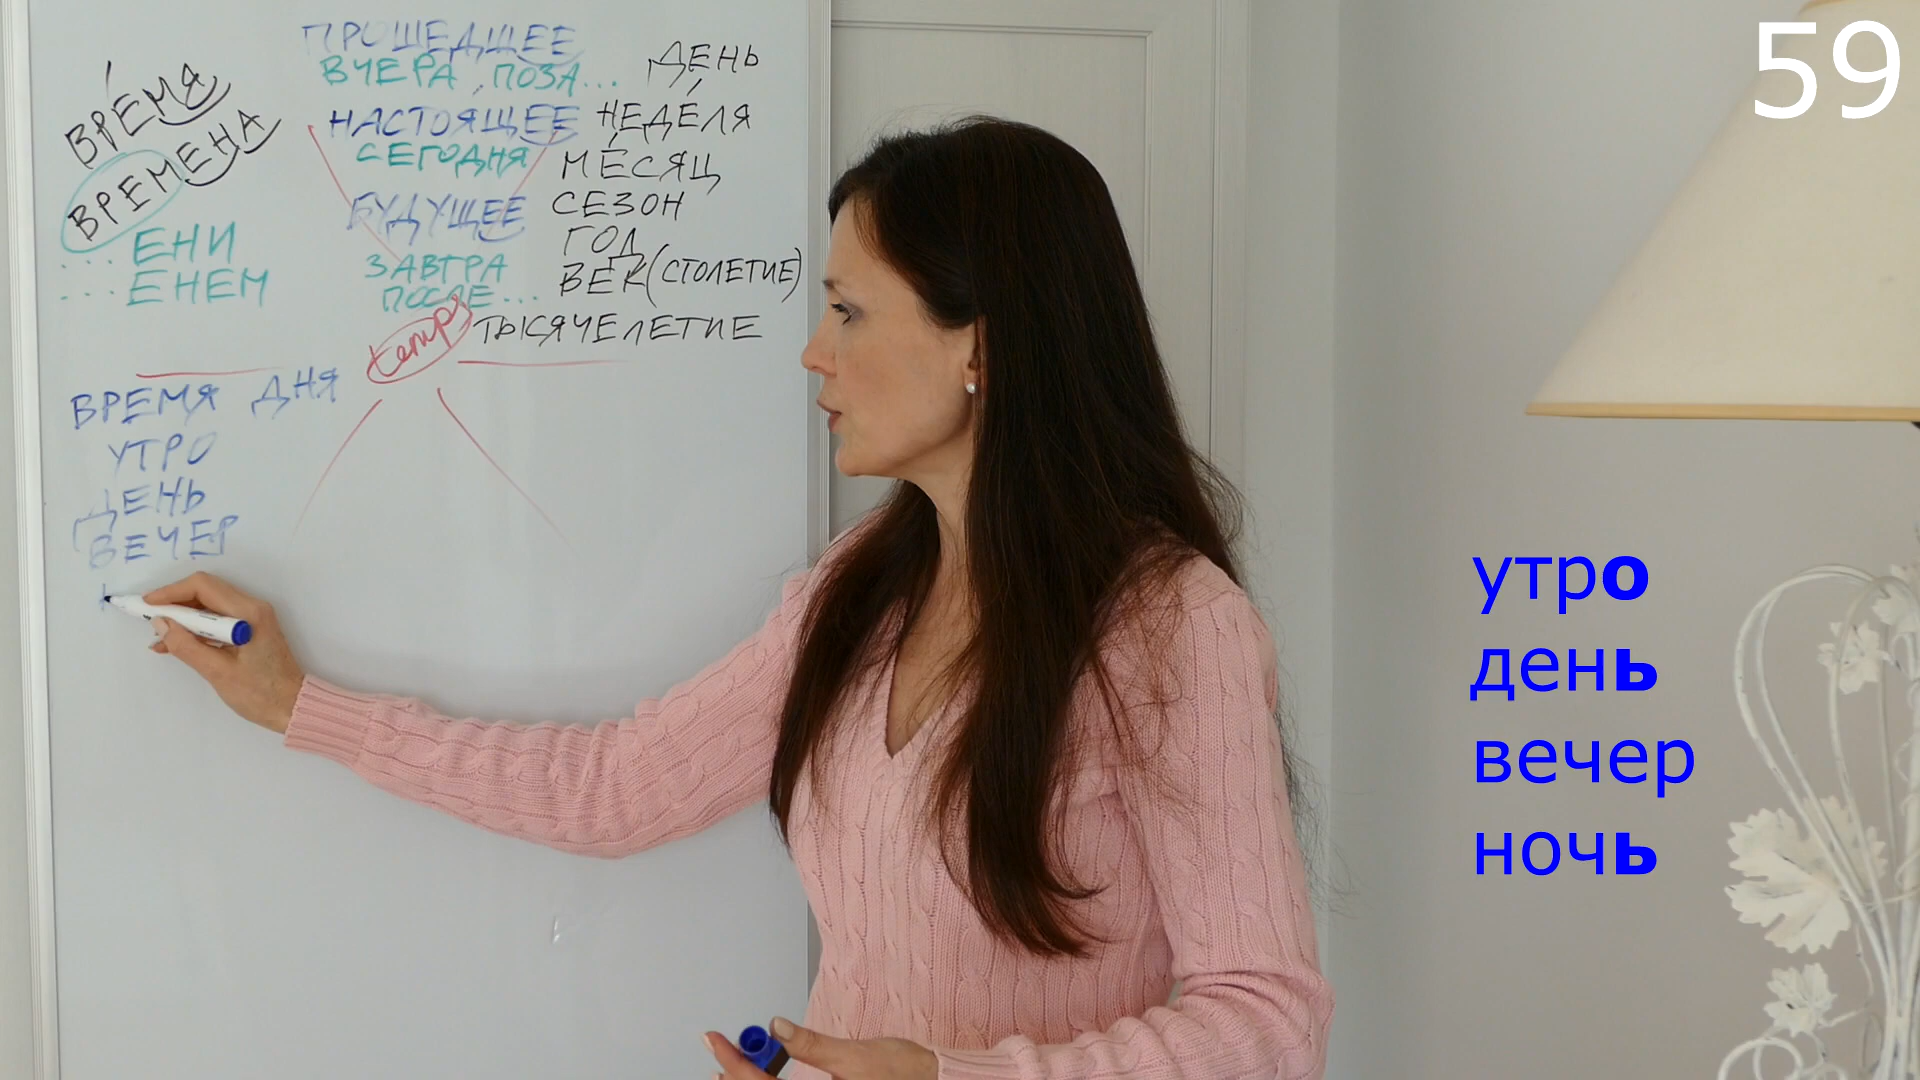 ВРЕМЯ
ВРЕМЕНА
...ЕНИ
...ЕНЕМ
ПРОШЕДШЕЕ
ВЧЕРА, ПОЗА...
НАСТОЯЩЕЕ
СЕГОДНЯ
БУДУЩЕЕ
ЗАВТРА
ПОСЛЕ...
ДЕНЬ
НЕДЕЛЯ
МЕСЯЦ
СЕЗОН
ГОД
ВЕК (СТОЛЕТИЕ)
ТЫСЯЧЕЛЕТИЕ
ВРЕМЯ ДНЯ
УТРО
ДЕНЬ
ВЕЧЕР
59
утро
день
вечер
ночь